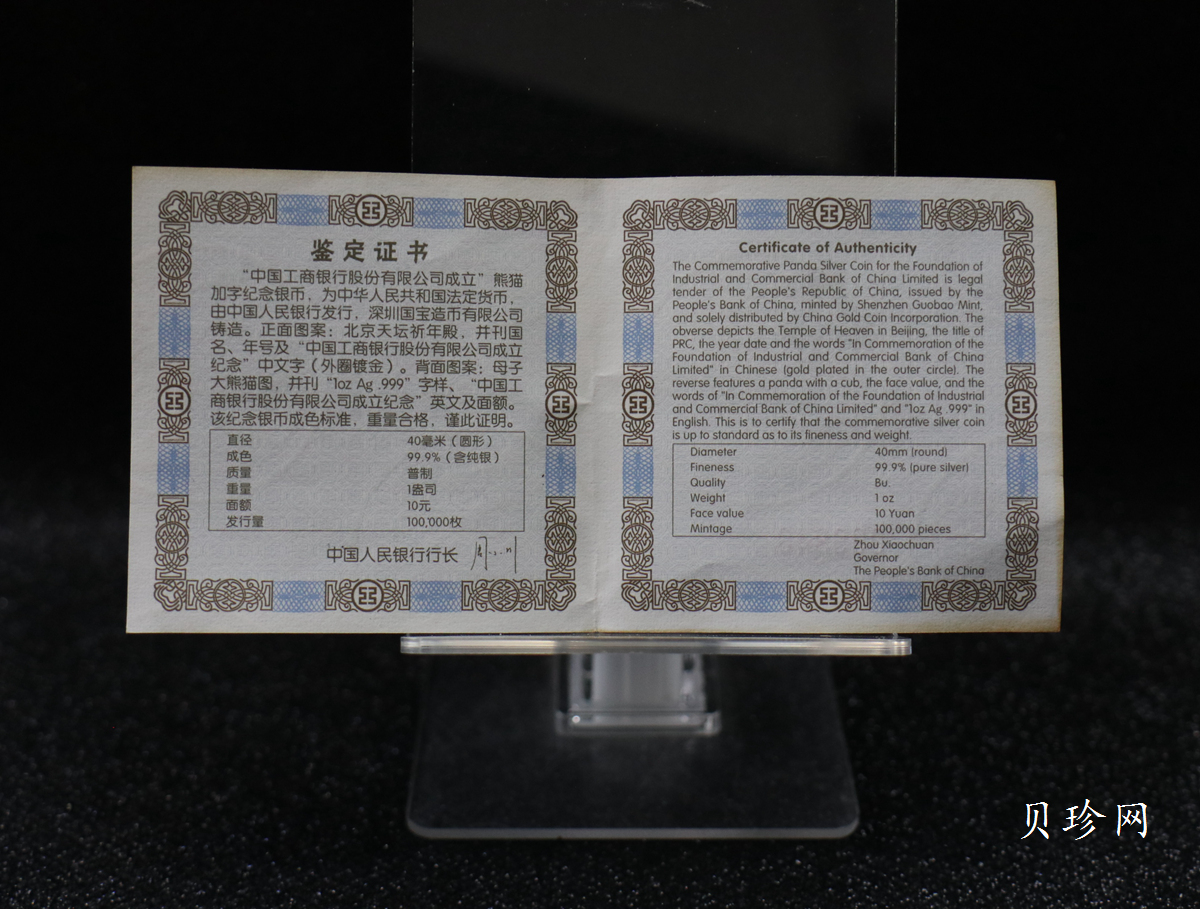 鉴定证书
“中国工商银行股份有限公司成立”熊猫
加字纪念银币，为中华人民共和国法定货币，
由中国人民银行发行，深圳国宝造币有限公司
铸造。正面图案：北京天坛祈年殿，并刊国
名、年号及“中国工商银行股份有限公司成立
纪念”中文字（外圈镀金）。背面图案：母子
大熊猫图，并刊“1oz Ag .999”字样、“中国工
商银行股份有限公司成立纪念”英文及面额。
该纪念银币成色标准，重量合格，谨此证明。
直径 40毫米（圆形）
成色 99.9%（含纯银）
质量 普制
重量 1盎司
面额 10元
发行量 100,000枚
中国人民银行行长
Certificate of Authenticity
The Commemorative Panda Silver Coin for the Foundation of
Industrial and Commercial Bank of China Limited is legal
tender of the People's Republic of China, issued by the
People's Bank of China, minted by Shenzhen Guobao Mint,
and solely distributed by China Gold Coin Incorporation. The
obverse depicts the Temple of Heaven in Beijing, the title of
PRC, the year date and the words "In Commemoration of the
Foundation of Industrial and Commercial Bank of China
Limited" in Chinese (gold plated in the outer circle). The
reverse features a panda with a cub, the face value, and the
words of "In Commemoration of the Foundation of Industrial
and Commercial Bank of China Limited" and "1oz Ag .999" in
English. This is to certify that the commemorative silver coin
is up to standard as to its fineness and weight.
Diameter 40mm (round)
Fineness 99.9% (pure silver)
Quality Bu.
Weight 1 oz
Face value 10 Yuan
Mintage 100,000 pieces
Zhou Xiaochuan
Governor
The People's Bank of China
贝珍网